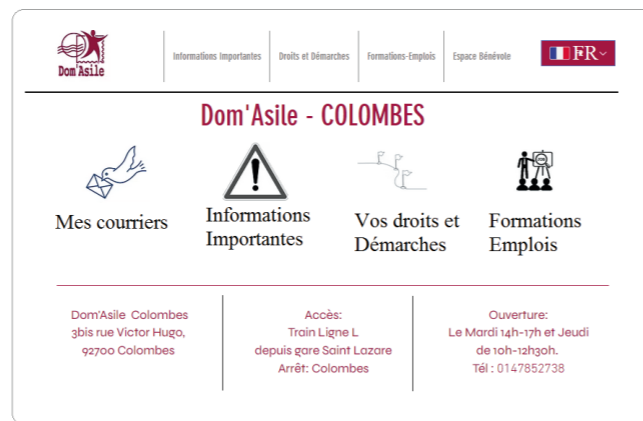 Dom'Asile
Informations Importantes
Droits et Démarches
Formations-Emplois
Espace Bénévole
FR
Dom'Asile - COLOMBES
Mes courriers
Informations
Importantes
Vos droits et
Démarches
Formations
Emplois
Dom'Asile Colombes
3bis rue Victor Hugo,
92700 Colombes
Accès:
Train Ligne L
depuis gare Saint Lazare
Arrêt: Colombes
Ouverture:
Le Mardi 14h-17h et Jeudi
de 10h-12h30h.
Tél : 0147852738